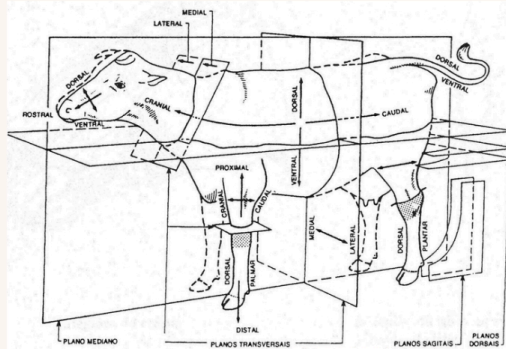 MEDIAL
LATERAL
DORSAL
VENTRAL
ROSTRAL
DORSAL
VENTRAL
CRANIAL
CAUDAL
DORSAL
VENTRAL
PROXIMAL
CRANIAL
CAUDAL
MEDIAL
LATERAL
DORSAL
PLANTAR
DORSAL
PALMAR
DISTAL
PLANO MEDIANO
PLANOS TRANSVERSAIS
PLANOS SAGITAIS
PLANOS
DORBAIS